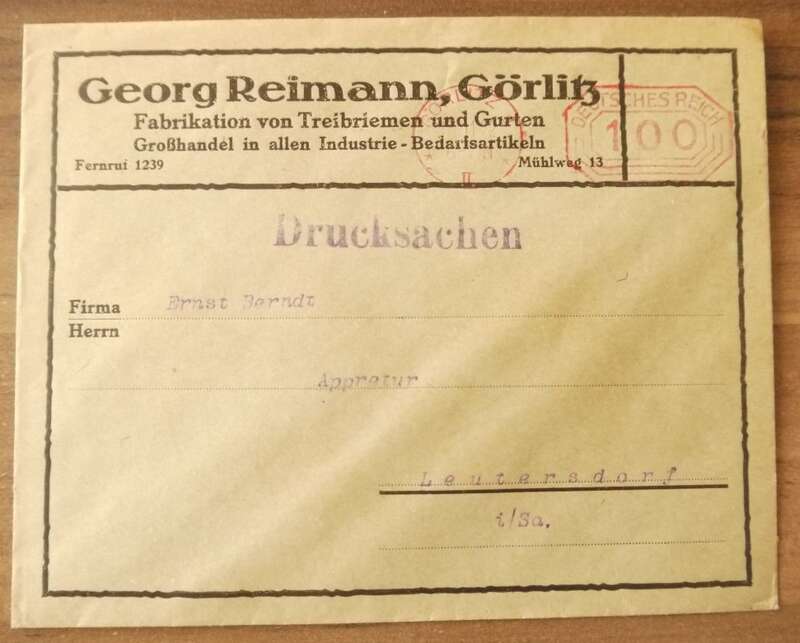 Georg Reimann, Görlitz
Fabrikation von Treibriemen und Gurten
Großhandel in allen Industrie-Bedarfsartikeln
Fernruf 1239 Mühlweg 13
DEUTSCHES REICH
100
II
Drucksachen
Firma Ernst Berndt
Herrn
Appretur
Leutersdorf
i/Sa.